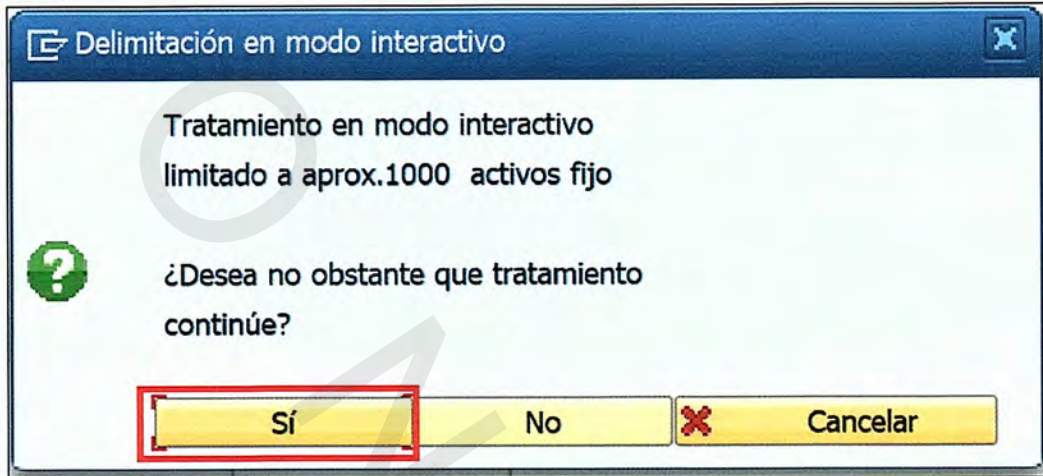 Delimitación en modo interactivo
Tratamiento en modo interactivo
limitado a aprox.1000 activos fijo
¿Desea no obstante que tratamiento
continúe?
Sí No Cancelar